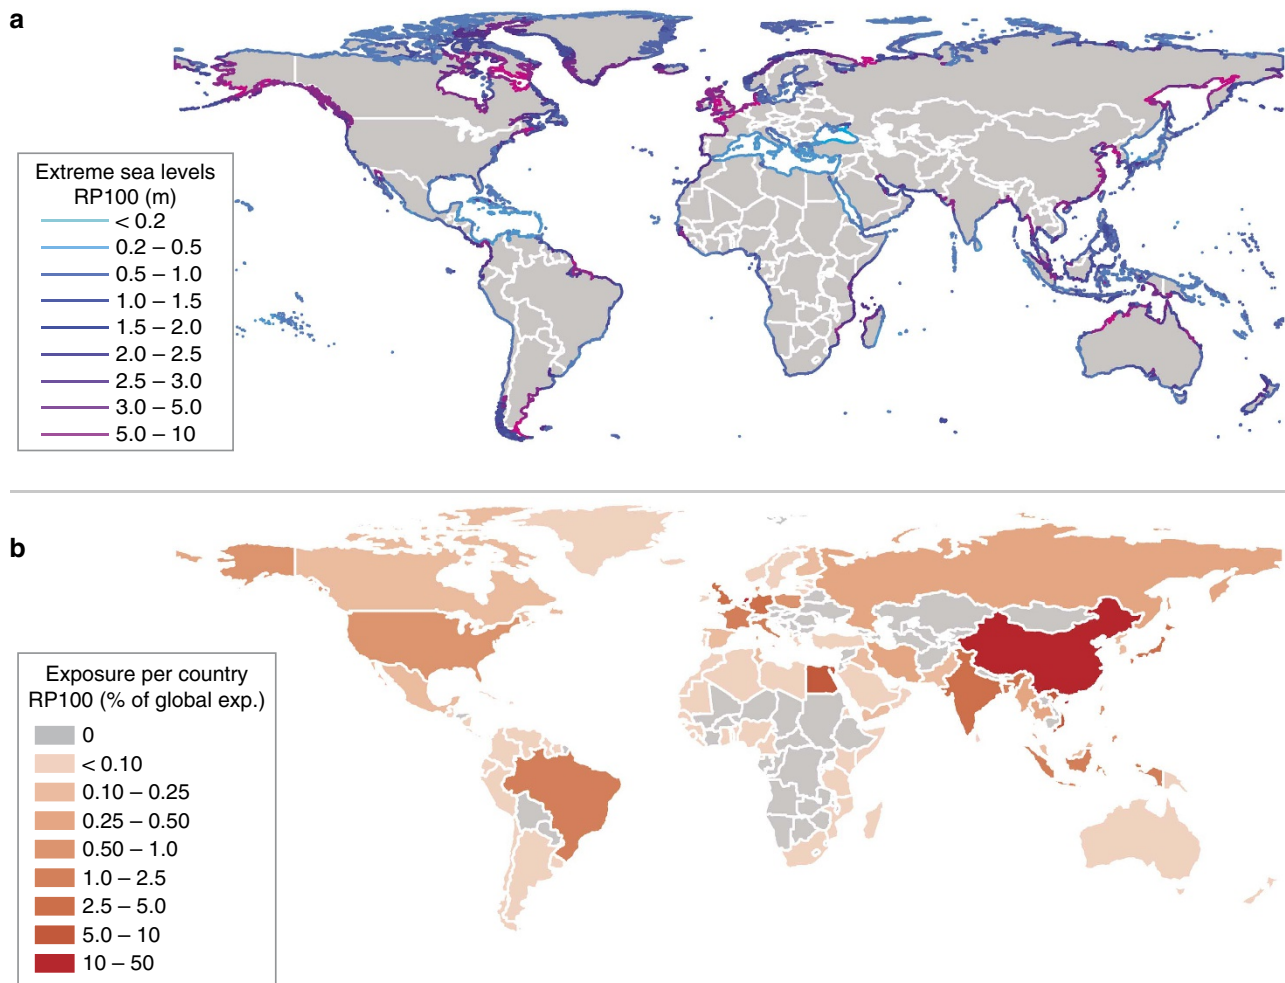 a
Extreme sea levels
RP100 (m)
< 0.2
0.2 – 0.5
0.5 – 1.0
1.0 – 1.5
1.5 – 2.0
2.0 – 2.5
2.5 – 3.0
3.0 – 5.0
5.0 – 10
b
Exposure per country
RP100 (% of global exp.)
0
< 0.10
0.10 – 0.25
0.25 – 0.50
0.50 – 1.0
1.0 – 2.5
2.5 – 5.0
5.0 – 10
10 – 50